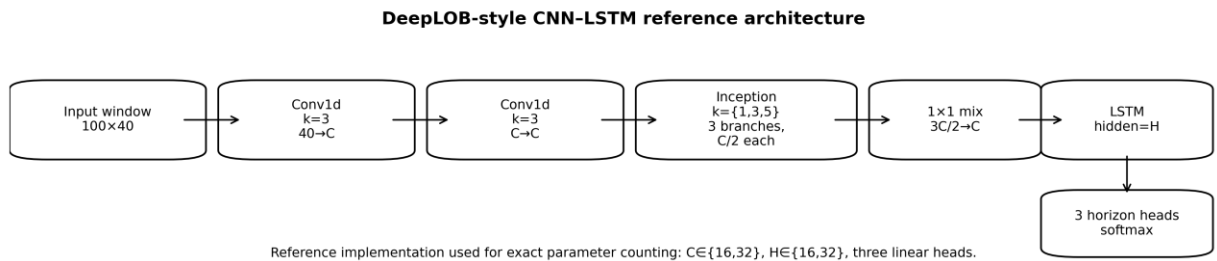 DeepLOB-style CNN–LSTM reference architecture
Input window
100×40
Conv1d
k=3
40→C
Conv1d
k=3
C→C
Inception
k={1,3,5}
3 branches,
C/2 each
1×1 mix
3C/2→C
LSTM
hidden=H
3 horizon heads
softmax
Reference implementation used for exact parameter counting: C∈{16,32}, H∈{16,32}, three linear heads.